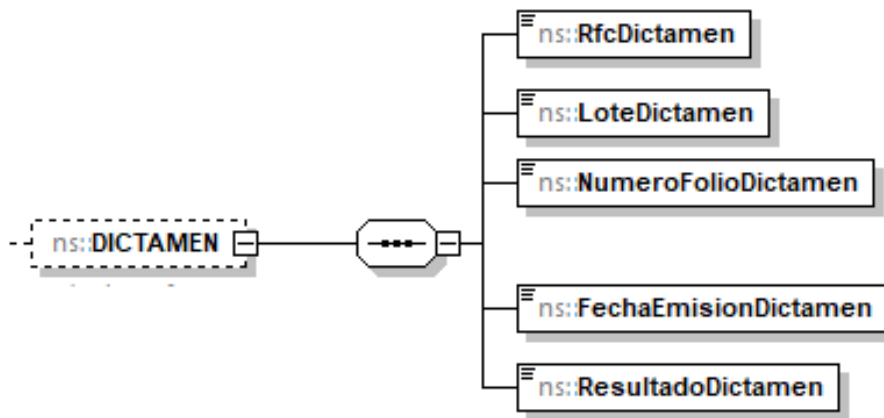 ns::RfcDictamen
ns::LoteDictamen
ns::NumeroFolioDictamen
ns::DICTAMEN
ns::FechaEmisionDictamen
ns::ResultadoDictamen